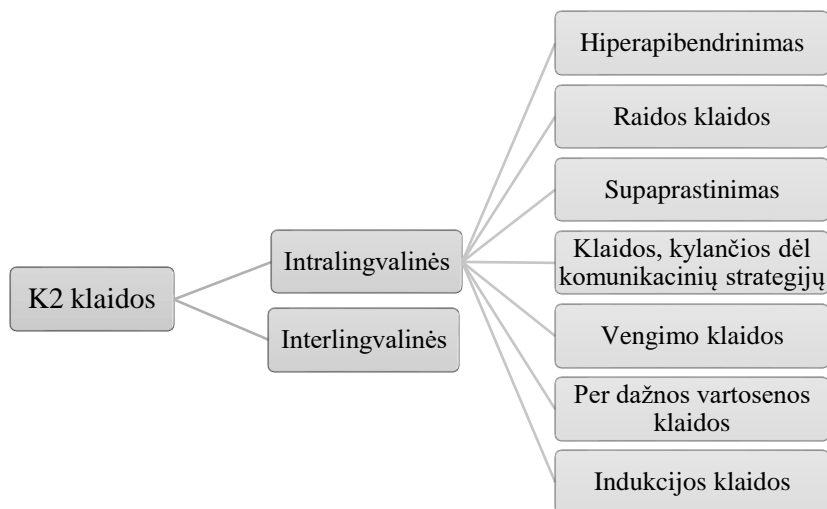 K2 klaidos
Intralingvalinės
Interlingvalinės
Hiperapibendrinimas
Raidos klaidos
Supaprastinimas
Klaidos, kylančios dėl
komunikacinių strategijų
Vengimo klaidos
Per dažnos vartosenos
klaidos
Indukcijos klaidos